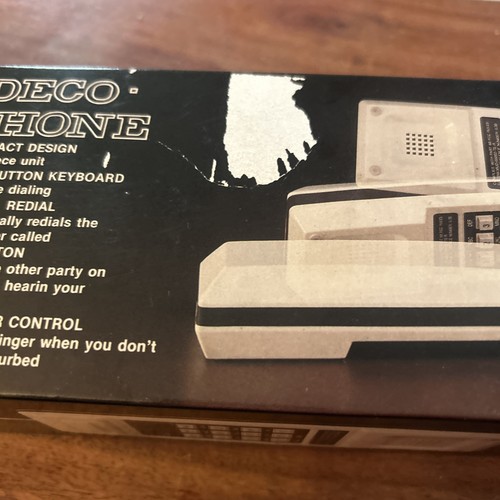 DECO-
HONE
ACT DESIGN
ce unit
UTTON KEYBOARD
e dialing
REDIAL
ally redials the
r called
TON
other party on
hearin your
R CONTROL
inger when you don't
urbed